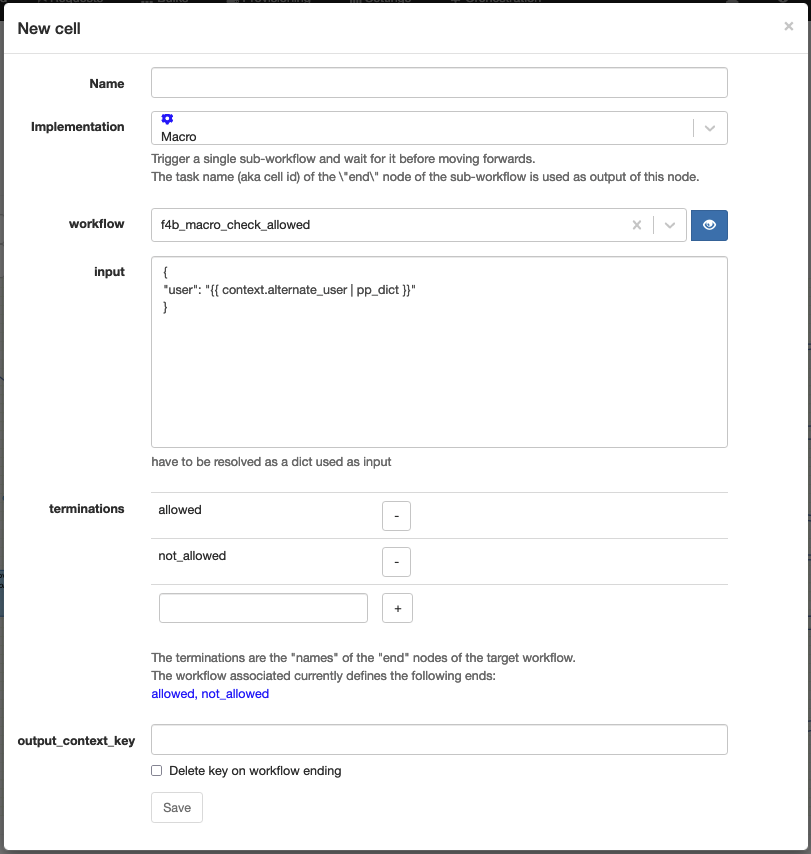 New cell
×
Name
Implementation
Macro
Trigger a single sub-workflow and wait for it before moving forwards.
The task name (aka cell id) of the \"end\" node of the sub-workflow is used as output of this node.
workflow
f4b_macro_check_allowed
×
input
{
"user": "{{ context.alternate_user | pp_dict }}"
}
have to be resolved as a dict used as input
terminations
allowed
-
not_allowed
-
+
The terminations are the "names" of the "end" nodes of the target workflow.
The workflow associated currently defines the following ends:
allowed, not_allowed
output_context_key
Delete key on workflow ending
Save